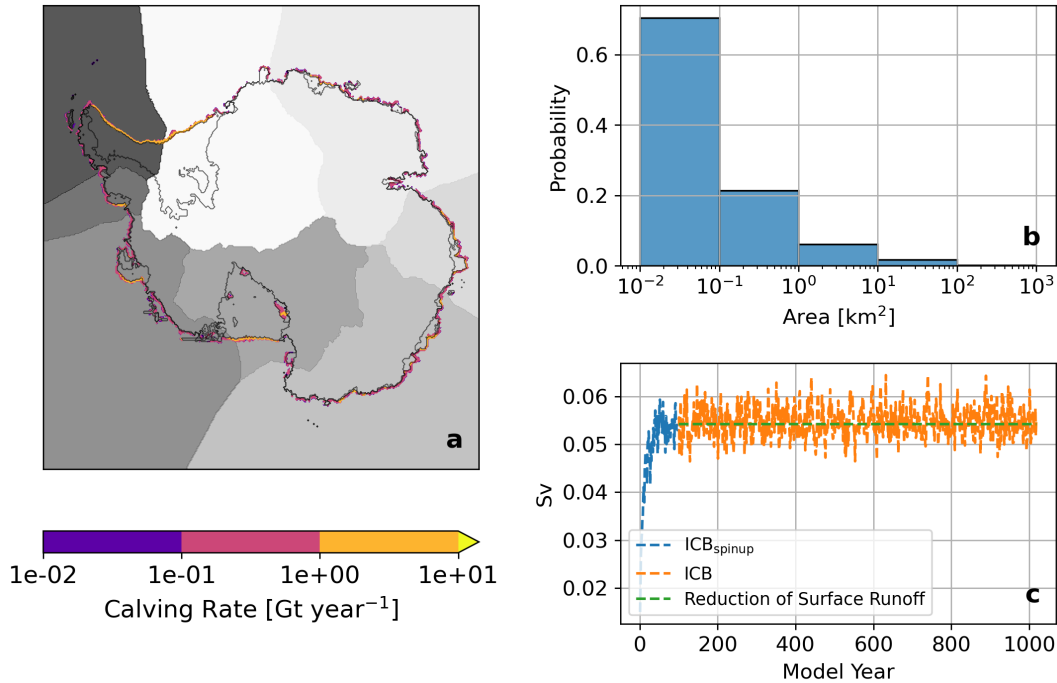 a
1e-02 1e-01 1e+00 1e+01
Calving Rate [Gt year⁻¹]
0.6
0.4
0.2
0.0
Probability
b
10⁻² 10⁻¹ 10⁰ 10¹ 10² 10³
Area [km²]
0.06
0.05
0.04
0.03
0.02
Sv
ICB_spinup
ICB
Reduction of Surface Runoff
c
0 200 400 600 800 1000
Model Year